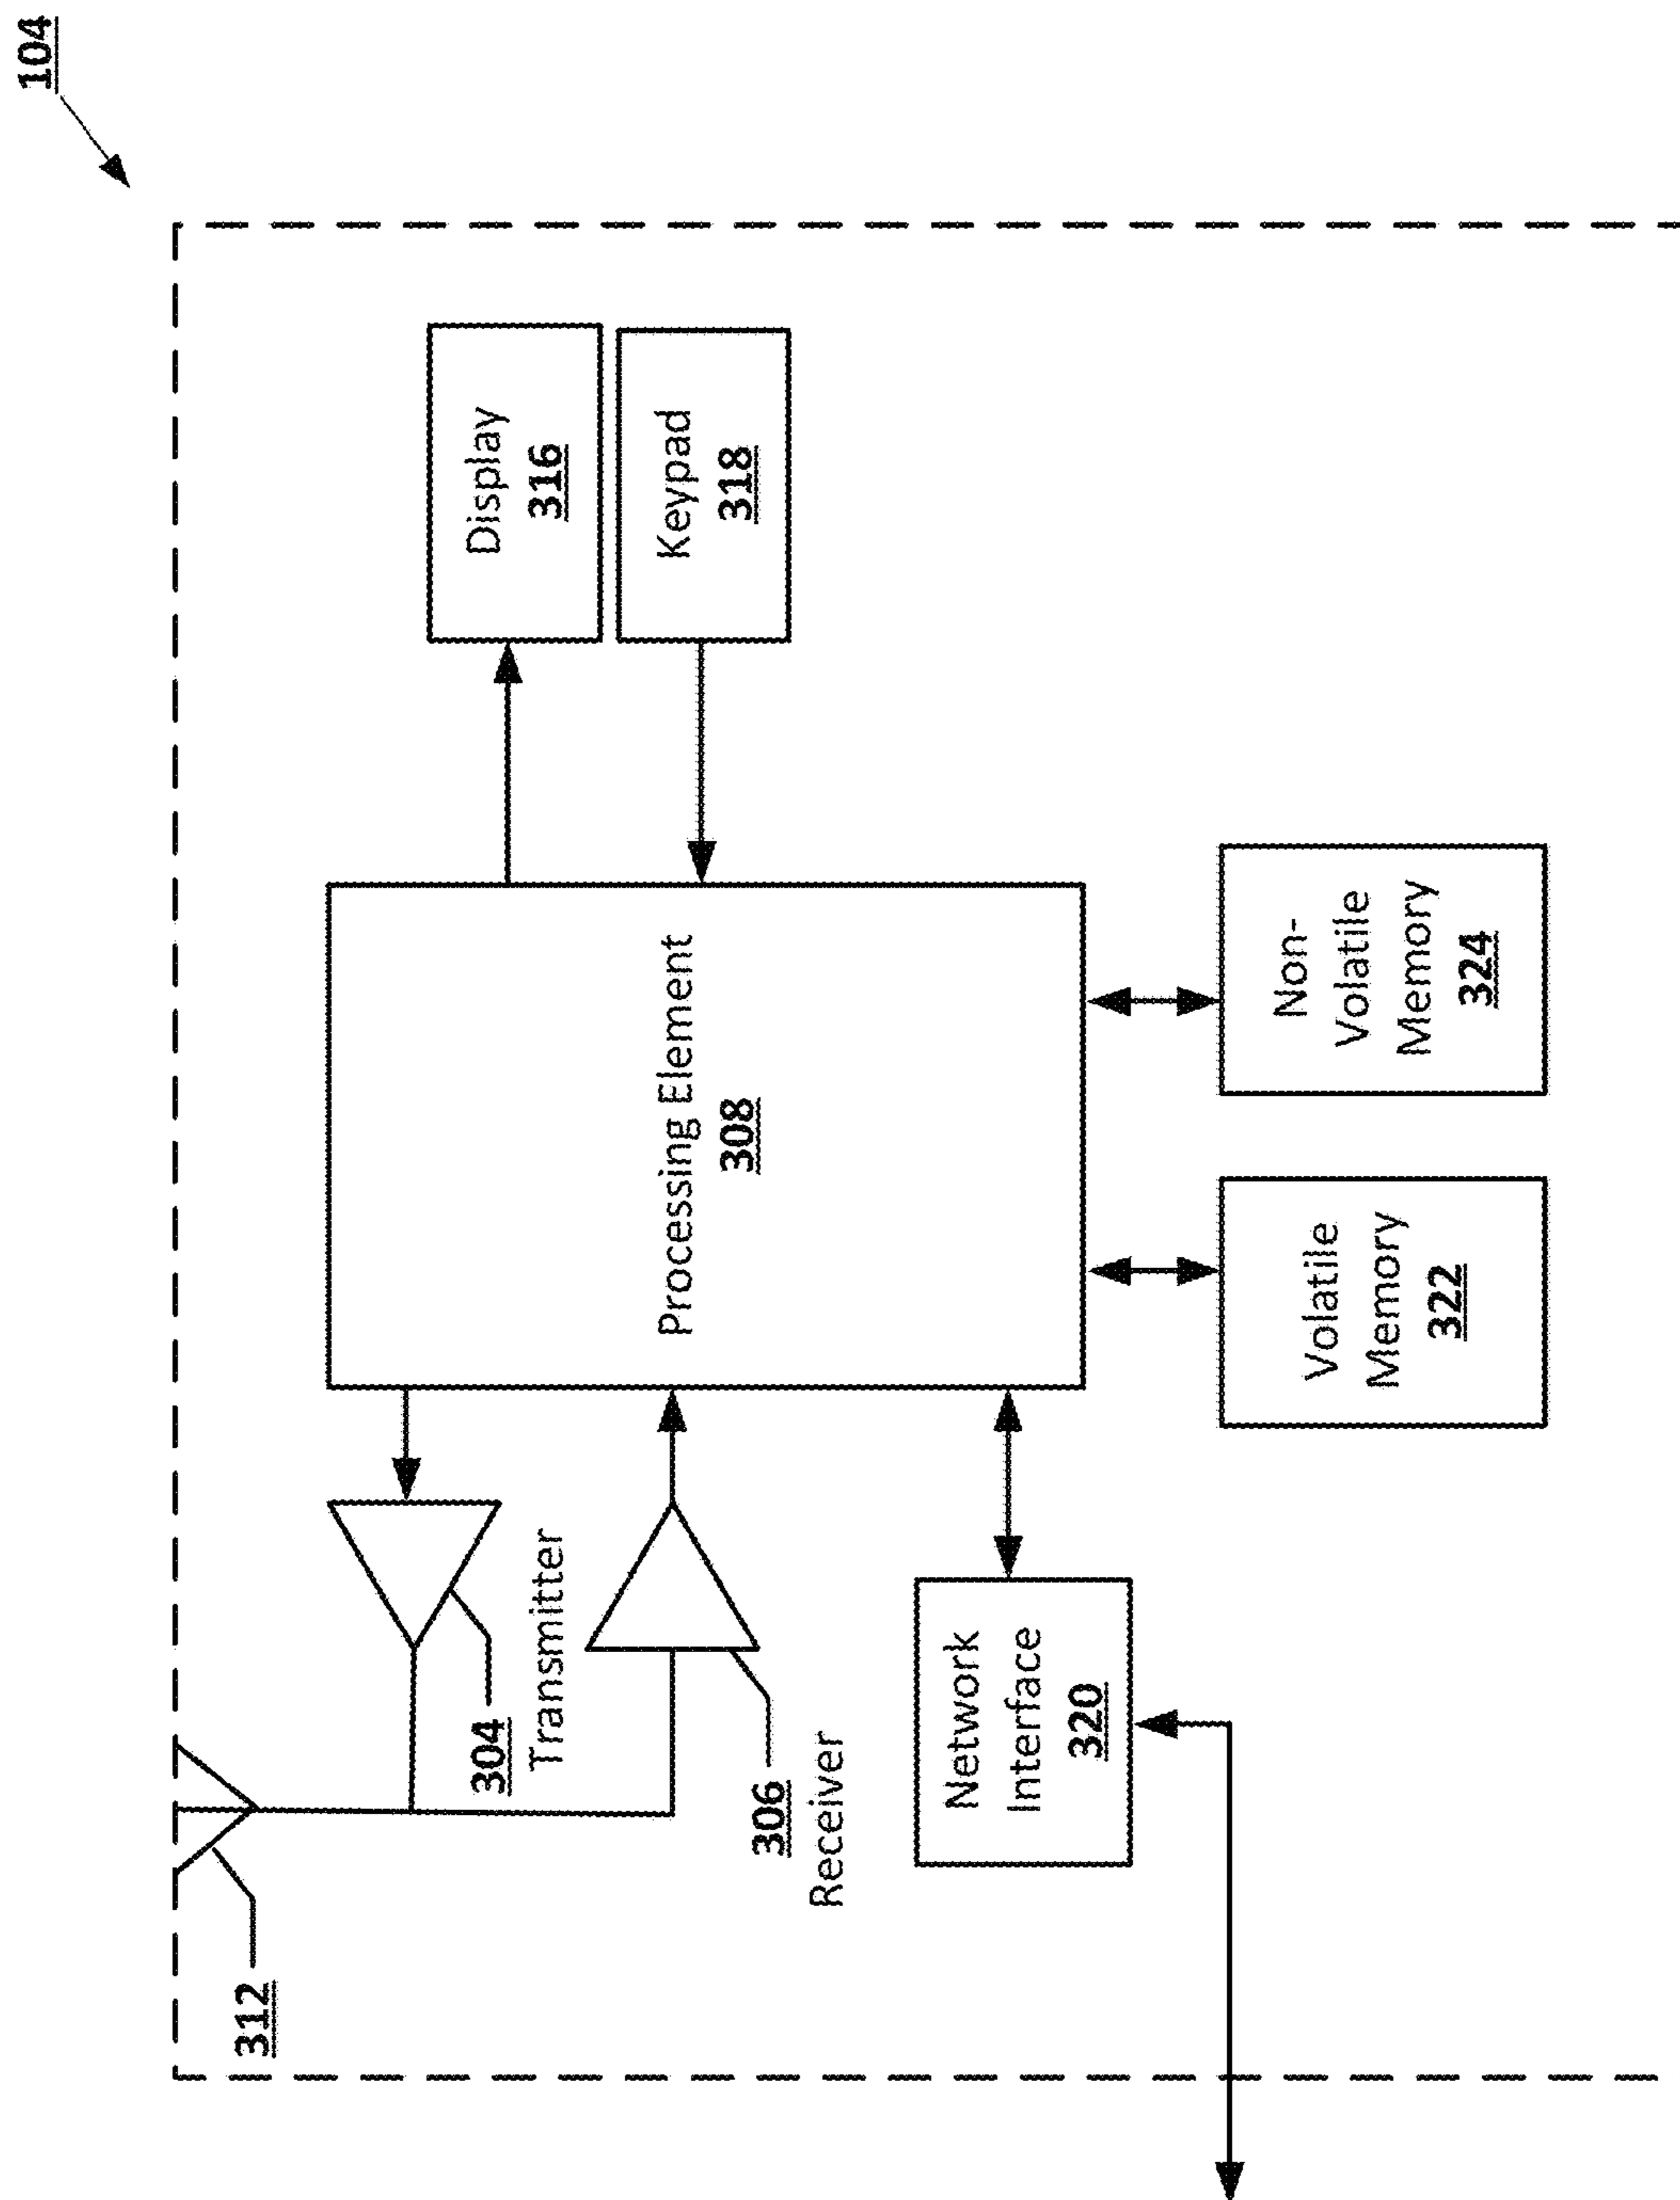 104
312
304
Transmitter
306
Receiver
Processing Element
308
Display
316
Keypad
318
Network
Interface
320
Volatile
Memory
322
Non-
Volatile
Memory
324